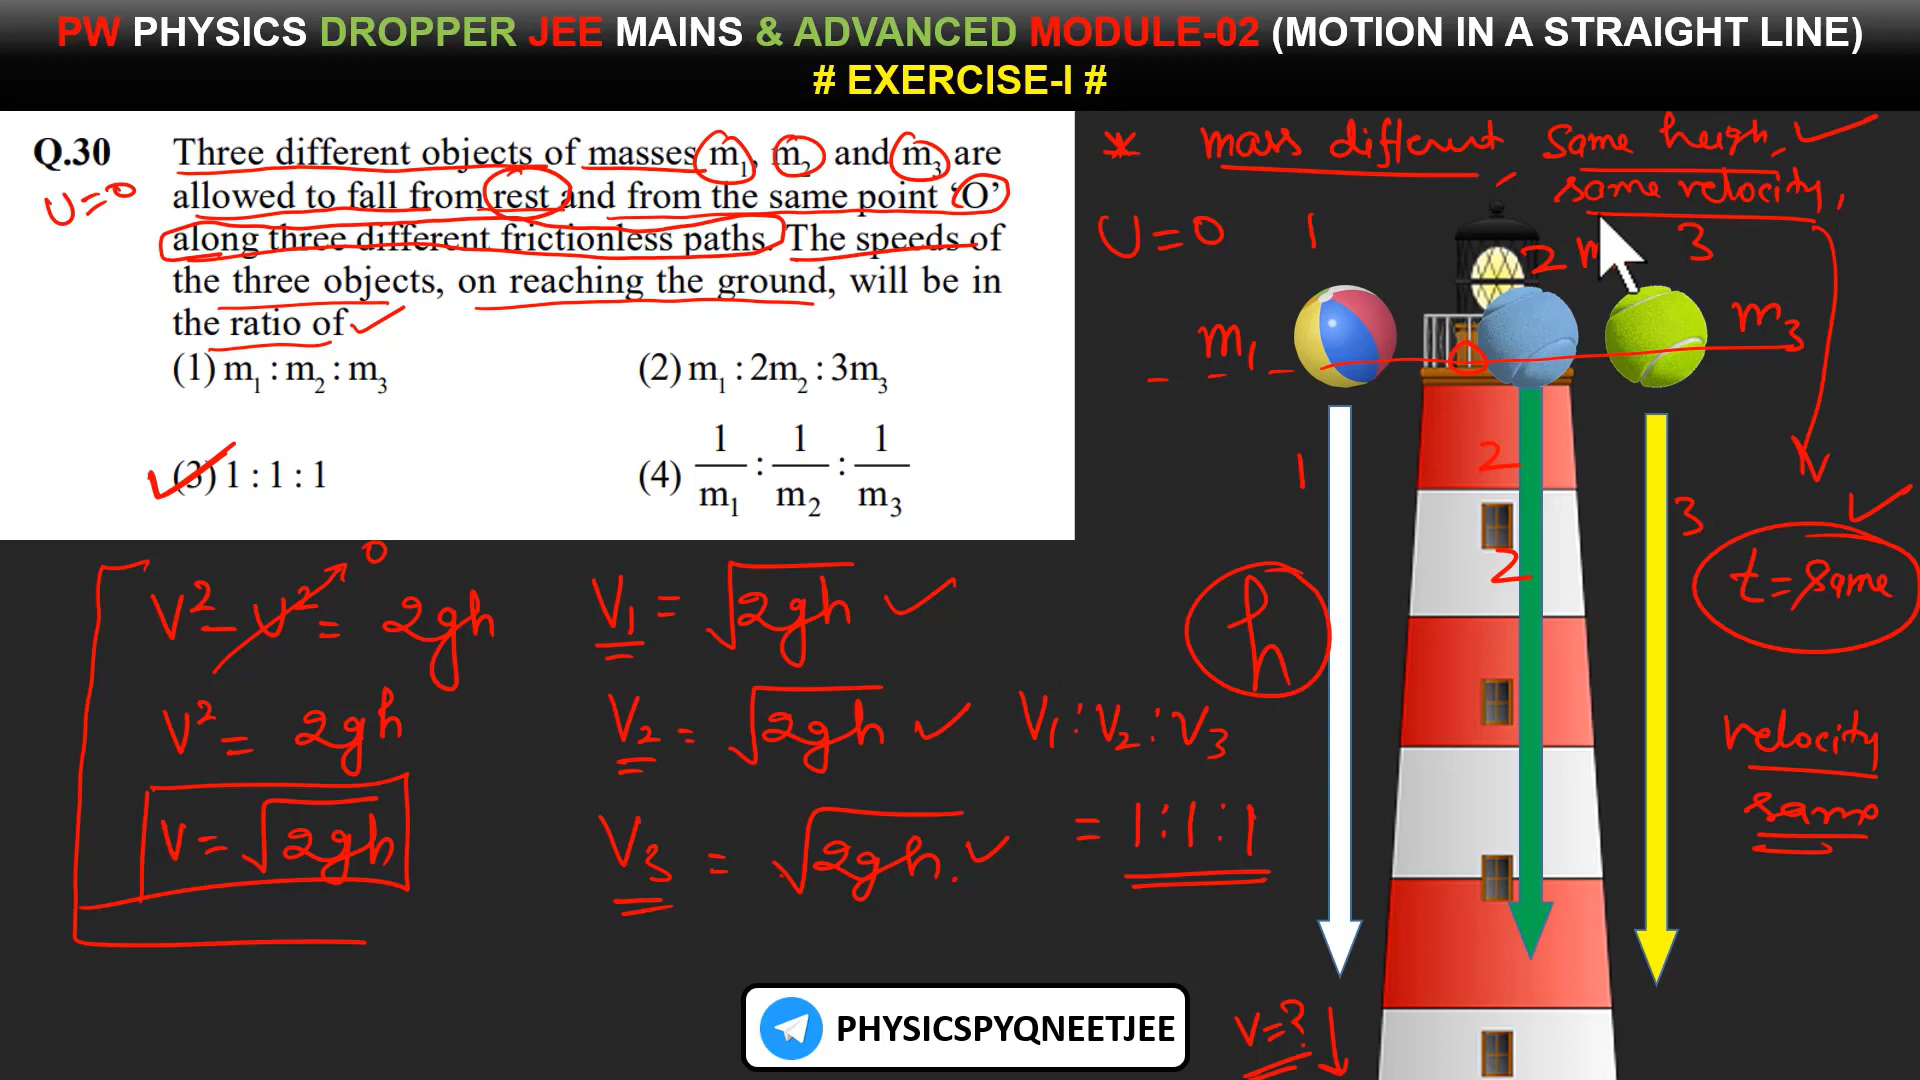 PW PHYSICS DROPPER JEE MAINS & ADVANCED MODULE-02 (MOTION IN A STRAIGHT LINE)
# EXERCISE-I #
Q.30 Three different objects of masses m₁, m₂ and m₃ are
allowed to fall from rest and from the same point ‘O’
along three different frictionless paths. The speeds of
the three objects, on reaching the ground, will be in
the ratio of
(1) m₁ : m₂ : m₃ (2) m₁ : 2m₂ : 3m₃
(3) 1 : 1 : 1 (4) 1/m₁ : 1/m₂ : 1/m₃
U=0
* mass different same heigh,
same velocity,
U=0 1 2 m 3
m₁ m₃
1 2 3
2
h
t=same
velocity
same
V² - U² = 2gh
0
V² = 2gh
V = √2gh
V₁ = √2gh
V₂ = √2gh
V₃ = √2gh.
V₁ : V₂ : V₃
= 1 : 1 : 1
V=?
PHYSICSPYQNEETJEE